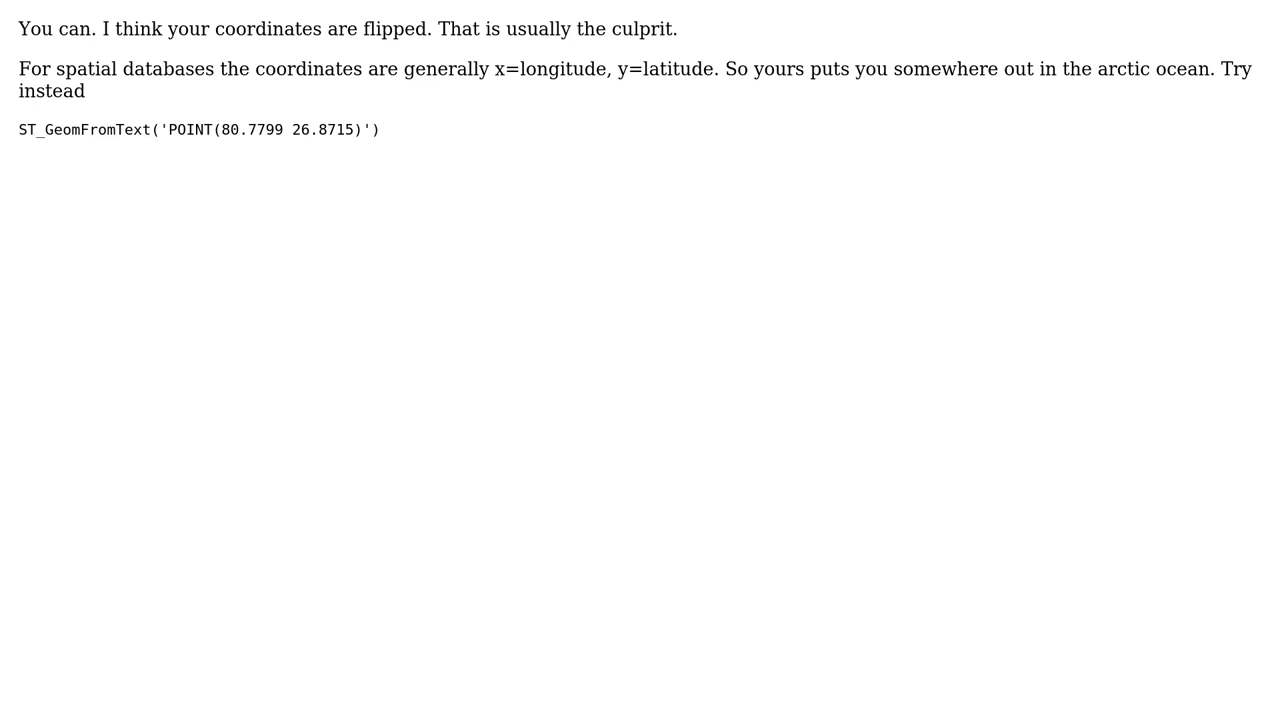 You can. I think your coordinates are flipped. That is usually the culprit.
For spatial databases the coordinates are generally x=longitude, y=latitude. So yours puts you somewhere out in the arctic ocean. Try
instead
ST_GeomFromText('POINT(80.7799 26.8715)')